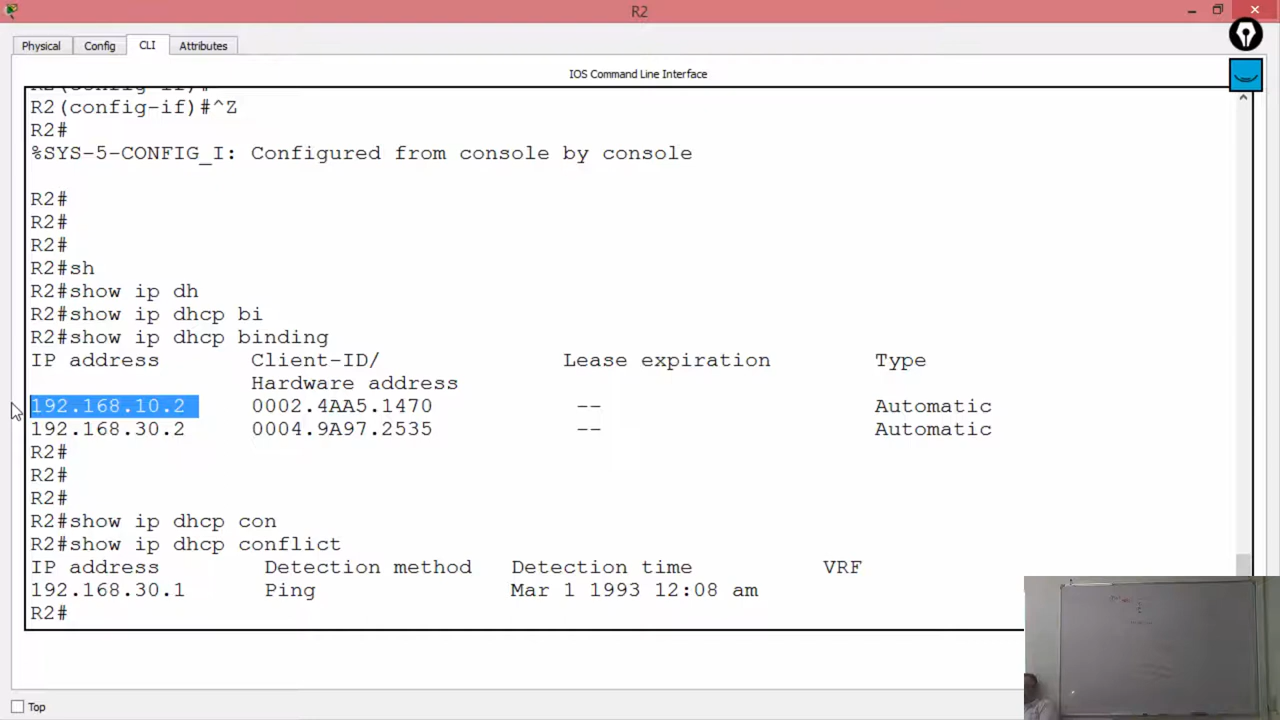 R2
Physical Config CLI Attributes
IOS Command Line Interface
R2(config-if)#
R2(config-if)#^Z
R2#
%SYS-5-CONFIG_I: Configured from console by console
R2#
R2#
R2#
R2#sh
R2#show ip dh
R2#show ip dhcp bi
R2#show ip dhcp binding
IP address Client-ID/ Lease expiration Type
Hardware address
192.168.10.2 0002.4AA5.1470 -- Automatic
192.168.30.2 0004.9A97.2535 -- Automatic
R2#
R2#
R2#
R2#show ip dhcp con
R2#show ip dhcp conflict
IP address Detection method Detection time VRF
192.168.30.1 Ping Mar 1 1993 12:08 am
R2#
Top